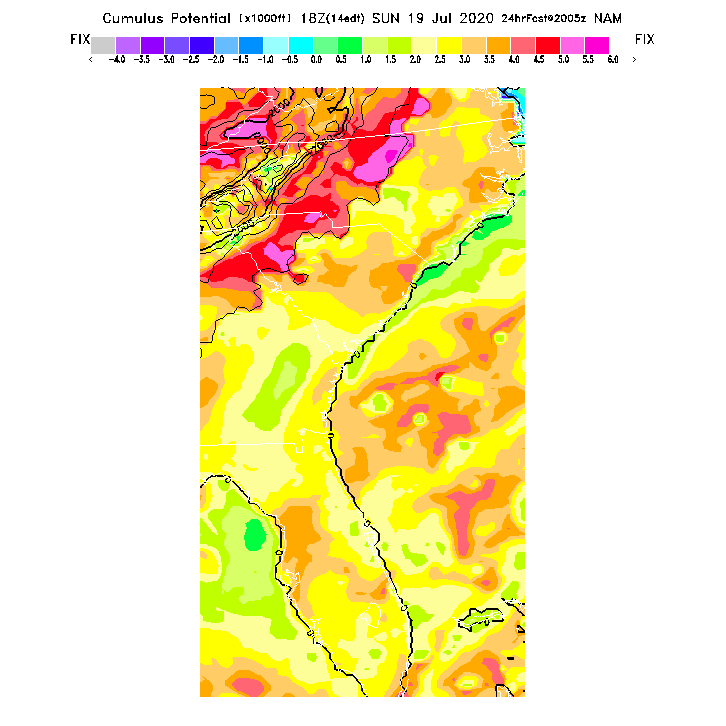 Cumulus Potential [x1000ft] 18Z(14edt) SUN 19 Jul 2020 24hrFcst@2005z NAM
FIX FIX
< -4.0 -3.5 -3.0 -2.5 -2.0 -1.5 -1.0 -0.5 0.0 0.5 1.0 1.5 2.0 2.5 3.0 3.5 4.0 4.5 5.0 5.5 6.0 >
2000